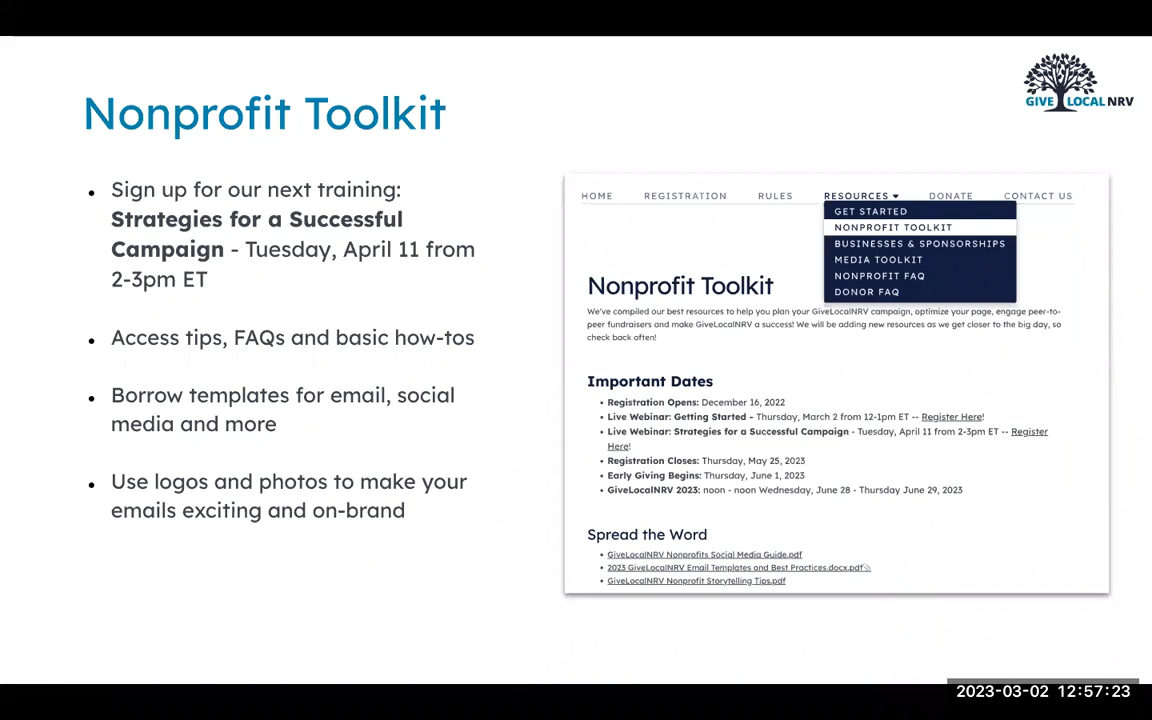 GIVE LOCAL NRV
Nonprofit Toolkit
• Sign up for our next training:
Strategies for a Successful
Campaign - Tuesday, April 11 from
2-3pm ET
• Access tips, FAQs and basic how-tos
• Borrow templates for email, social
media and more
• Use logos and photos to make your
emails exciting and on-brand
HOME REGISTRATION RULES RESOURCES DONATE CONTACT US
GET STARTED
NONPROFIT TOOLKIT
BUSINESSES & SPONSORSHIPS
MEDIA TOOLKIT
NONPROFIT FAQ
DONOR FAQ
Nonprofit Toolkit
We've compiled our best resources to help you plan your GiveLocalNRV campaign, optimize your page, engage peer-to-
peer fundraisers and make GiveLocalNRV a success! We will be adding new resources as we get closer to the big day, so
check back often!
Important Dates
• Registration Opens: December 16, 2022
• Live Webinar: Getting Started - Thursday, March 2 from 12-1pm ET -- Register Here!
• Live Webinar: Strategies for a Successful Campaign - Tuesday, April 11 from 2-3pm ET -- Register
Here!
• Registration Closes: Thursday, May 25, 2023
• Early Giving Begins: Thursday, June 1, 2023
• GiveLocalNRV 2023: noon - noon Wednesday, June 28 - Thursday June 29, 2023
Spread the Word
• GiveLocalNRV Nonprofits Social Media Guide.pdf
• 2023 GiveLocalNRV Email Templates and Best Practices.docx.pdf
• GiveLocalNRV Nonprofit Storytelling Tips.pdf
2023-03-02 12:57:23